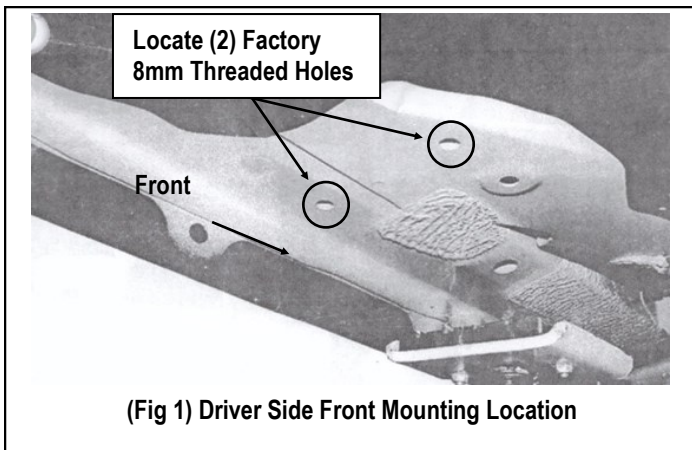 Locate (2) Factory
8mm Threaded Holes
Front
(Fig 1) Driver Side Front Mounting Location